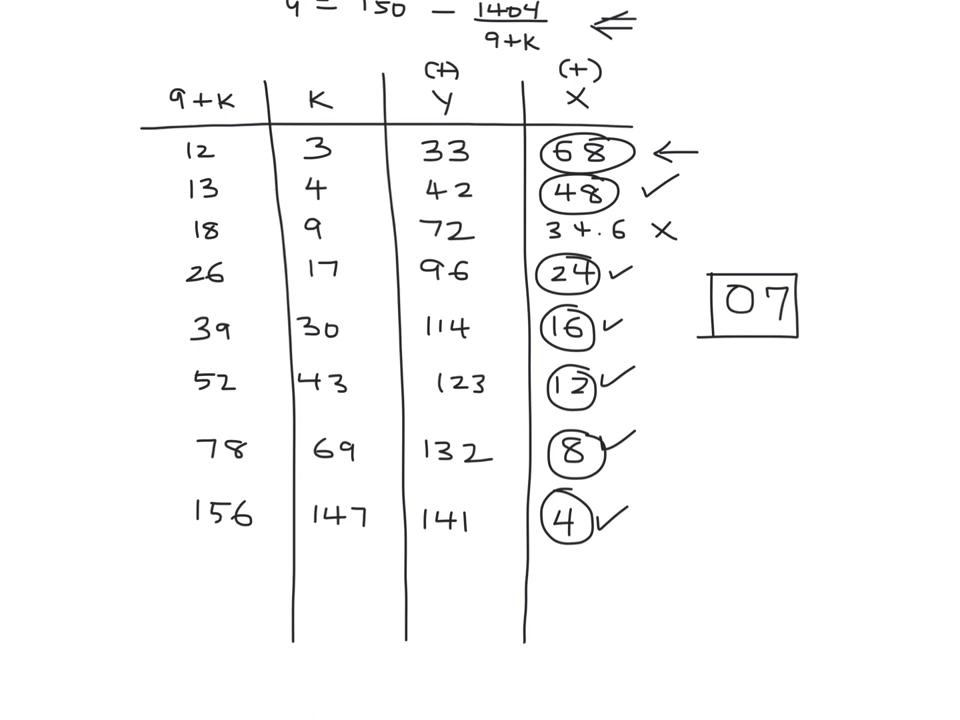 9 = 150 - 1404/9+K ⇐
(+) (+)
9+K K Y X
12 3 33 68 ←
13 4 42 48 ✓
18 9 72 34.6 X
26 17 96 24 ✓
39 30 114 16 ✓
52 43 123 12 ✓
78 69 132 8 ✓
156 147 141 4 ✓
07